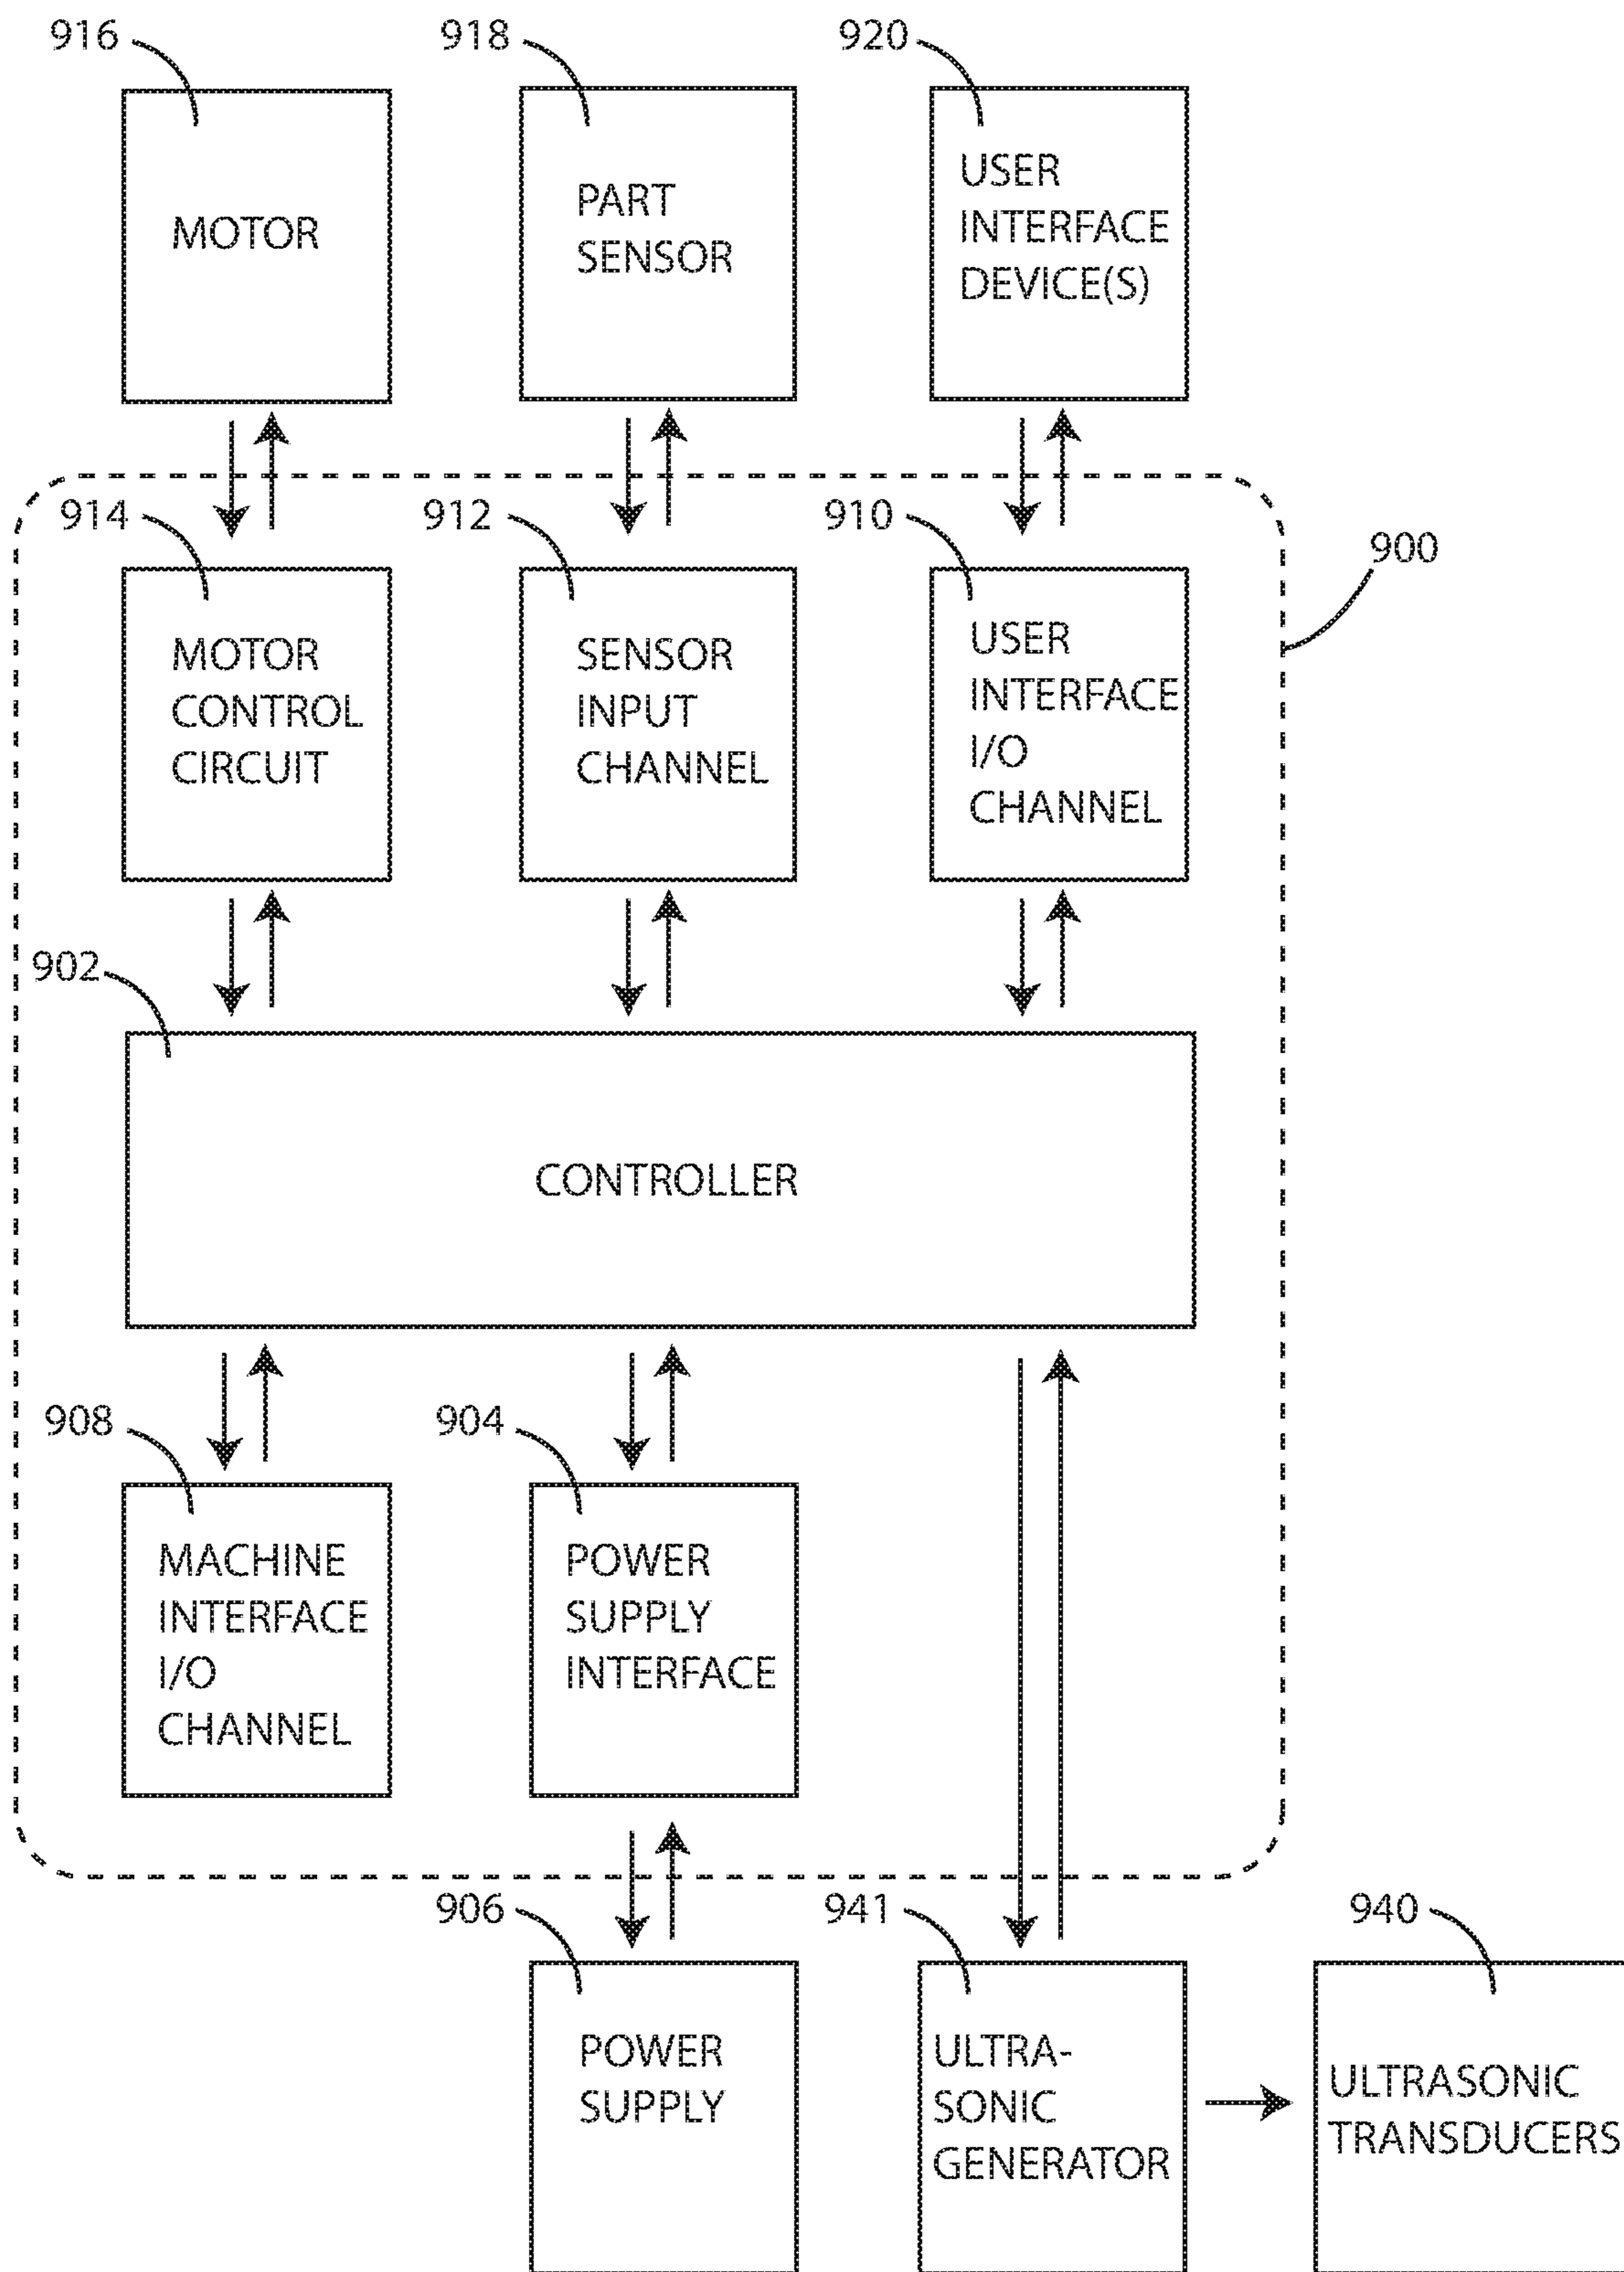 916
918
920
MOTOR
PART
SENSOR
USER
INTERFACE
DEVICE(S)
914
912
910
900
MOTOR
CONTROL
CIRCUIT
SENSOR
INPUT
CHANNEL
USER
INTERFACE
I/O
CHANNEL
902
CONTROLLER
908
904
MACHINE
INTERFACE
I/O
CHANNEL
POWER
SUPPLY
INTERFACE
906
941
940
POWER
SUPPLY
ULTRA-
SONIC
GENERATOR
ULTRASONIC
TRANSDUCERS